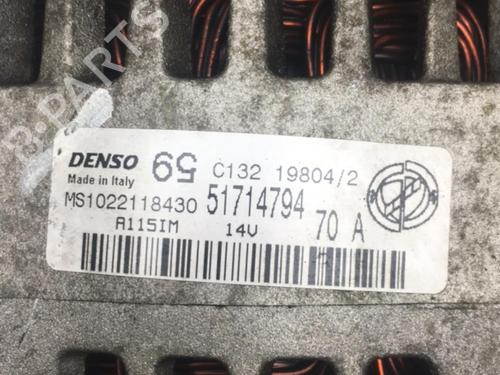 B-PARTS
DENSO 59 C132 19804/2
Made in Italy
MS1022118430 51714794
A115IM 14V 70 A